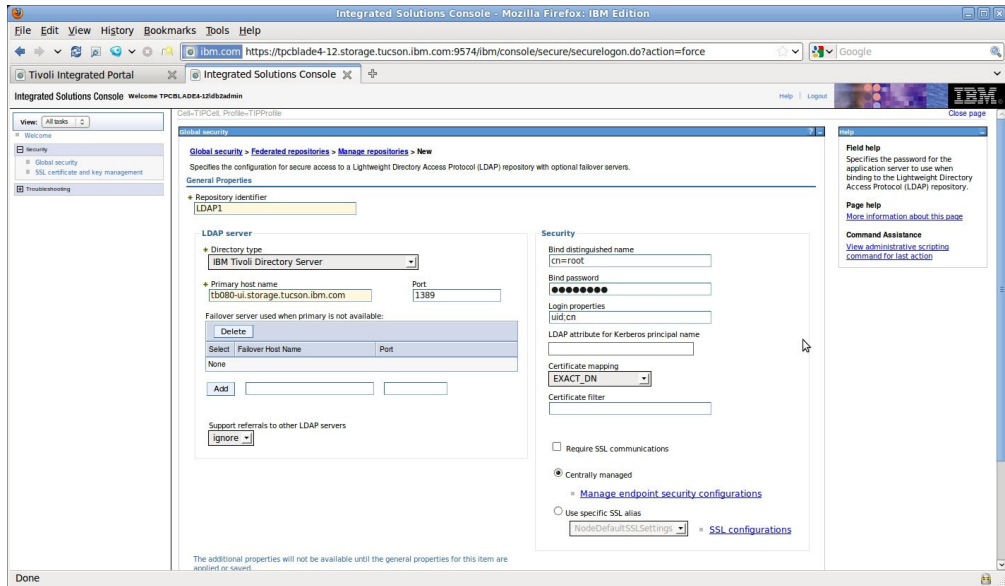 Integrated Solutions Console - Mozilla Firefox: IBM Edition
File Edit View History Bookmarks Tools Help
ibm.com https://tpcblade4-12.storage.tucson.ibm.com:9574/ibm/console/secure/securelogon.do?action=force
Google
Tivoli Integrated Portal
Integrated Solutions Console
Integrated Solutions Console Welcome TPCBLADE4-12\db2admin
Help | Logout
IBM.
View: All tasks
Welcome
Security
Global security
SSL certificate and key management
Troubleshooting
Cell=TIPCell, Profile=TIPProfile
Close page
Global security
Global security > Federated repositories > Manage repositories > New
Specifies the configuration for secure access to a Lightweight Directory Access Protocol (LDAP) repository with optional failover servers.
General Properties
Repository identifier
LDAP1
LDAP server
Directory type
IBM Tivoli Directory Server
Primary host name
Port
tb080-ui.storage.tucson.ibm.com
1389
Failover server used when primary is not available:
Delete
Select Failover Host Name Port
None
Add
Support referrals to other LDAP servers
ignore
Security
Bind distinguished name
cn=root
Bind password
Login properties
uid;cn
LDAP attribute for Kerberos principal name
Certificate mapping
EXACT_DN
Certificate filter
Require SSL communications
Centrally managed
Manage endpoint security configurations
Use specific SSL alias
NodeDefaultSSLSettings
SSL configurations
The additional properties will not be available until the general properties for this item are
applied or saved.
Help
Field help
Specifies the password for the
application server to use when
binding to the Lightweight Directory
Access Protocol (LDAP) repository.
Page help
More information about this page
Command Assistance
View administrative scripting
command for last action
Done